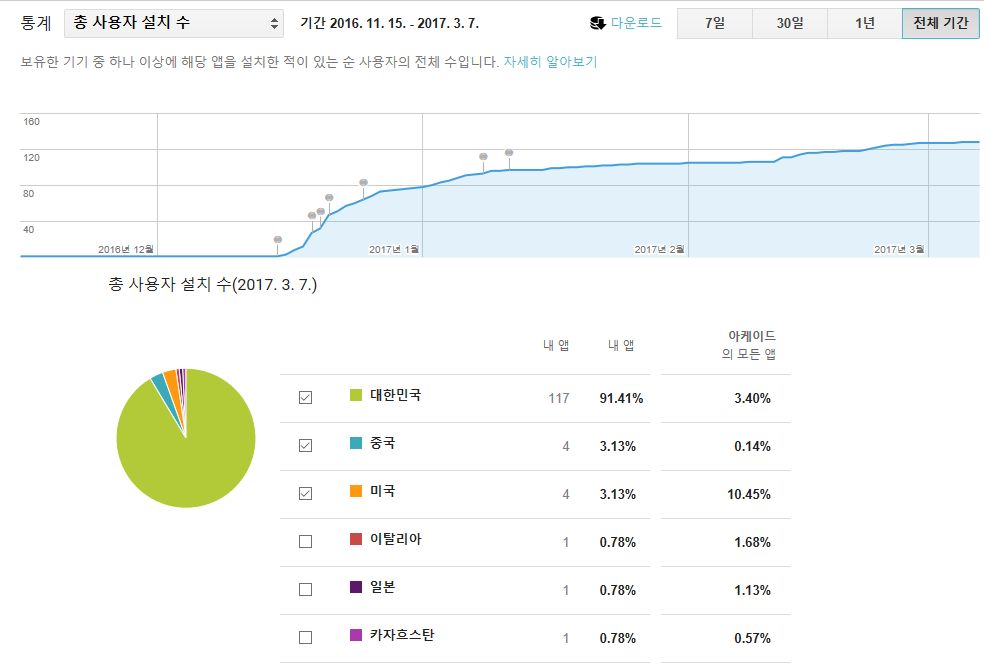 통계 총 사용자 설치 수 기간 2016. 11. 15. - 2017. 3. 7. 다운로드 7일 30일 1년 전체 기간
보유한 기기 중 하나 이상에 해당 앱을 설치한 적이 있는 순 사용자의 전체 수입니다. 자세히 알아보기
160
120
80
40
2016년 12월 2017년 1월 2017년 2월 2017년 3월
총 사용자 설치 수(2017. 3. 7.)
내 앱 내 앱 아케이드
의 모든 앱
대한민국 117 91.41% 3.40%
중국 4 3.13% 0.14%
미국 4 3.13% 10.45%
이탈리아 1 0.78% 1.68%
일본 1 0.78% 1.13%
카자흐스탄 1 0.78% 0.57%